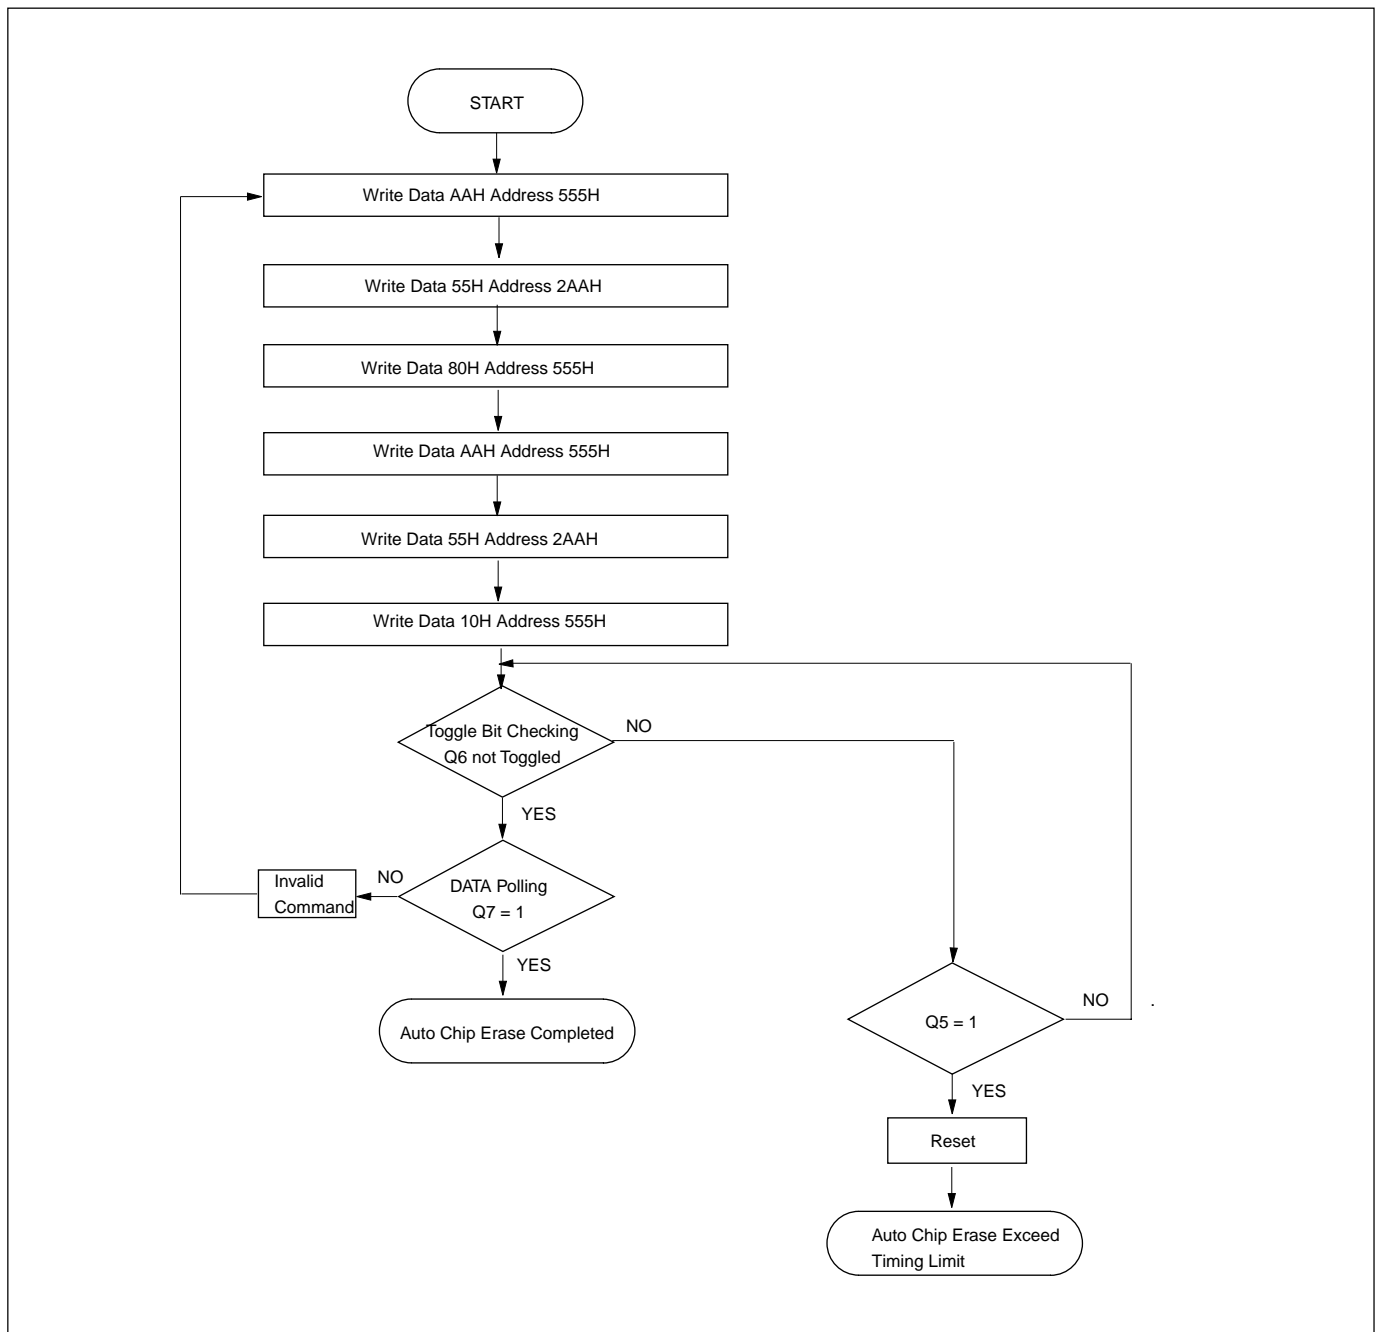 START
Write Data AAH Address 555H
Write Data 55H Address 2AAH
Write Data 80H Address 555H
Write Data AAH Address 555H
Write Data 55H Address 2AAH
Write Data 10H Address 555H
Toggle Bit Checking
Q6 not Toggled
NO
YES
Invalid
Command
NO
DATA Polling
Q7 = 1
YES
Auto Chip Erase Completed
Q5 = 1
NO
.
YES
Reset
Auto Chip Erase Exceed
Timing Limit